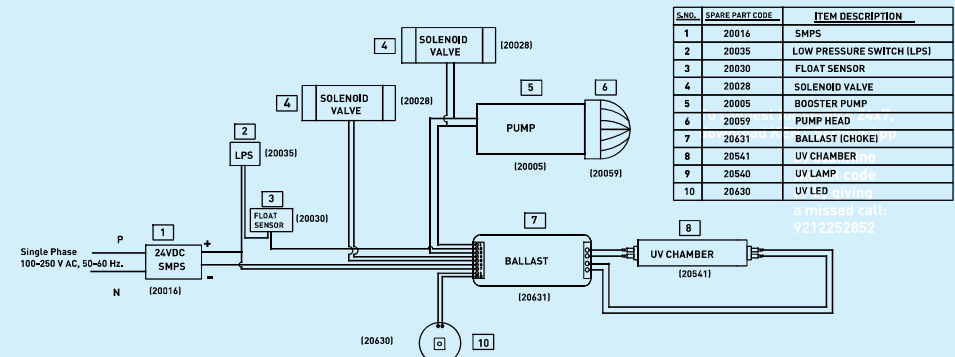 S.NO. SPARE PART CODE ITEM DESCRIPTION
1 20016 SMPS
2 20035 LOW PRESSURE SWITCH (LPS)
3 20030 FLOAT SENSOR
4 20028 SOLENOID VALVE
5 20005 BOOSTER PUMP
6 20059 PUMP HEAD
7 20631 BALLAST (CHOKE)
8 20541 UV CHAMBER
9 20540 UV LAMP
10 20630 UV LED
24x7,
code
giving
a missed call:
9212252852
4
SOLENOID
VALVE
(20028)
4
SOLENOID
VALVE
(20028)
5
PUMP
(20005)
6
(20059)
2
LPS
(20035)
3
FLOAT
SENSOR
(20030)
1
P
Single Phase
100-250 V AC, 50-60 Hz.
N
24VDC
SMPS
+
-
(20016)
7
BALLAST
(20631)
8
UV CHAMBER
(20541)
(20630)
10